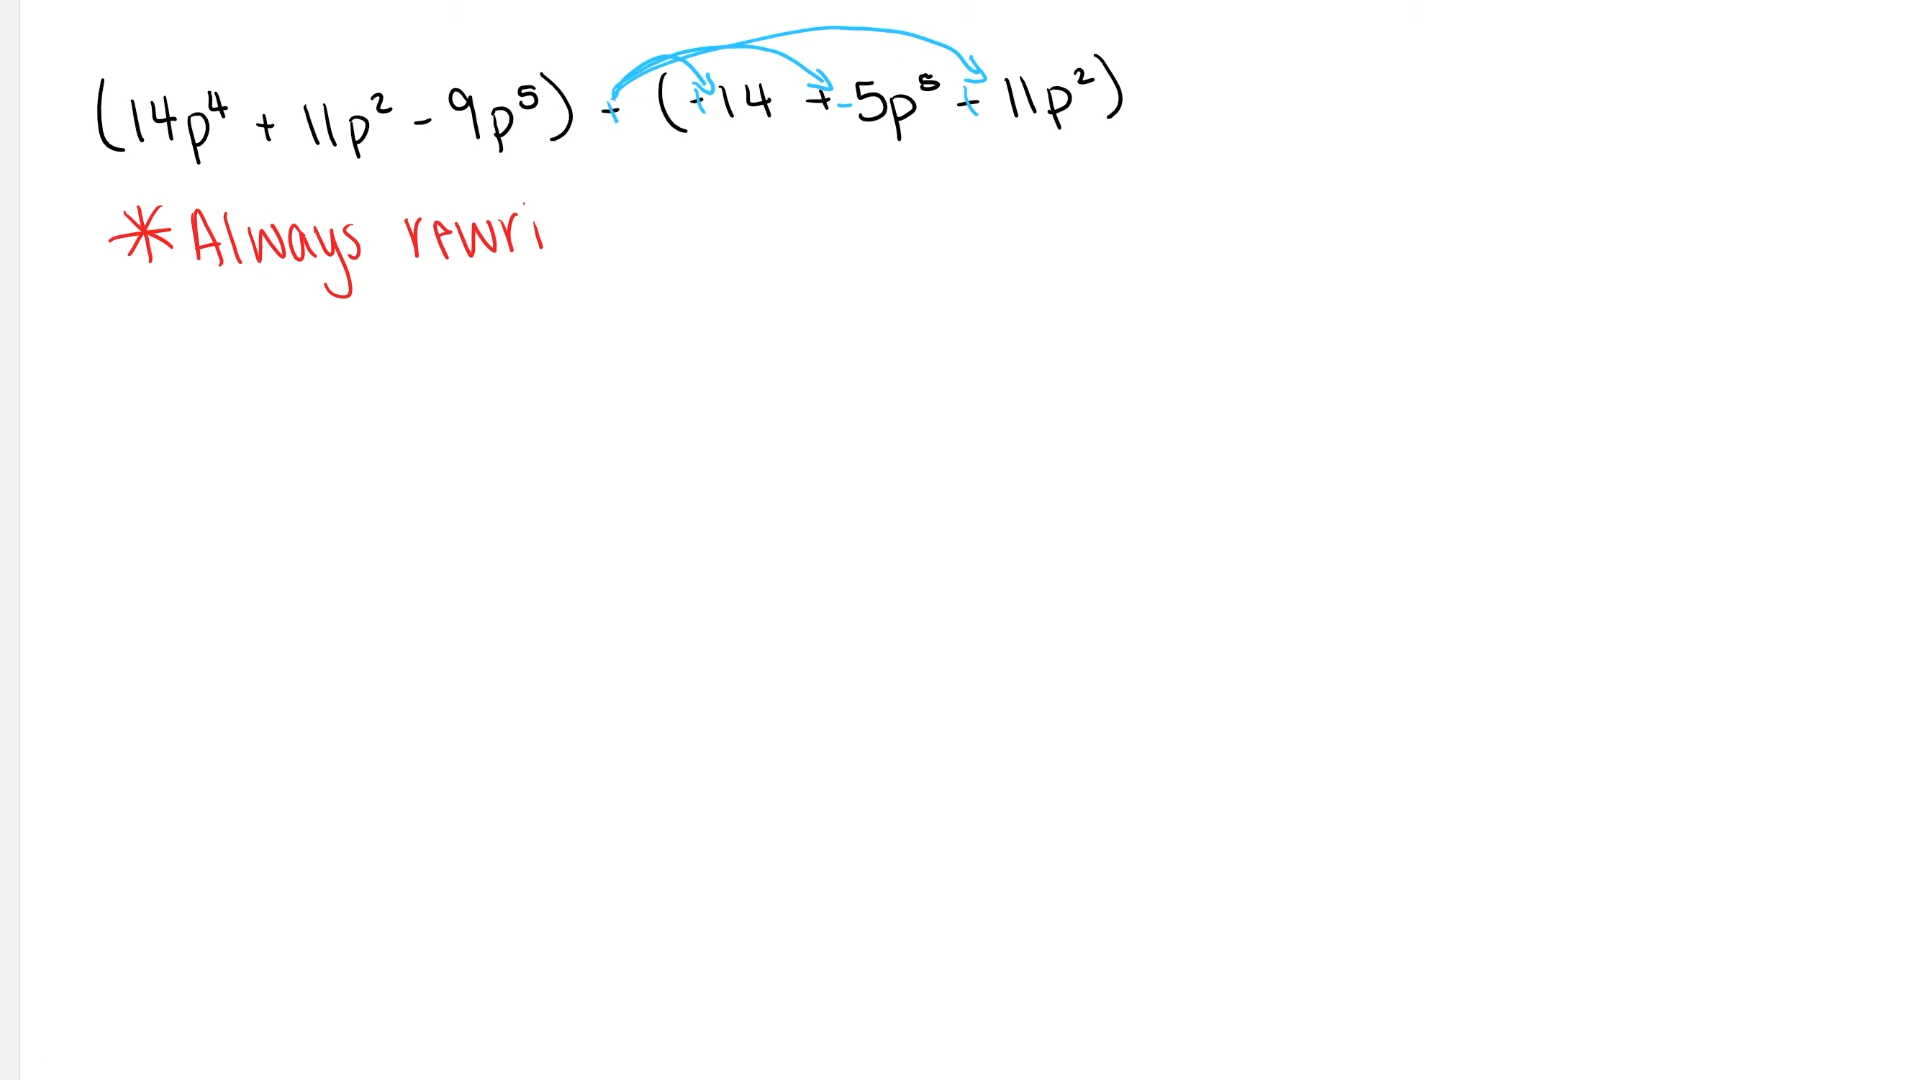 (14p⁴ + 11p² - 9p⁵) + (+14 + -5p⁵ + 11p²)
*Always rewri